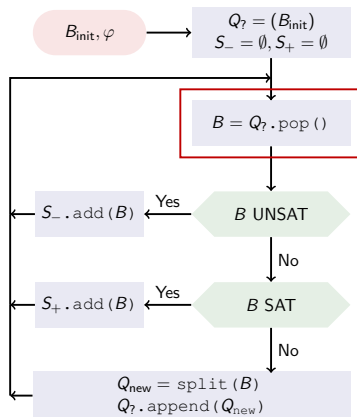 B_init, φ
Q_? = (B_init)
S_− = ∅, S_+ = ∅
B = Q_?.pop()
B UNSAT
Yes
S_−.add(B)
No
B SAT
Yes
S_+.add(B)
No
Q_new = split(B)
Q_?.append(Q_new)